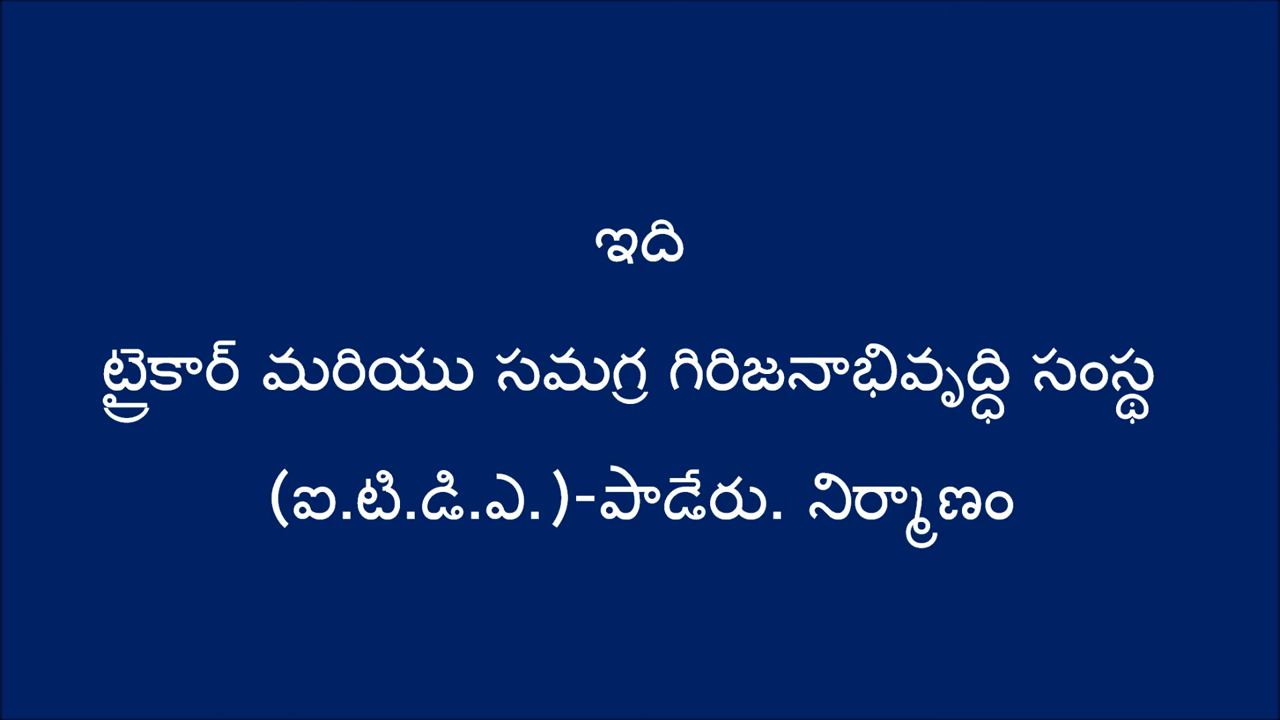 ఇది
ట్రైకార్ మరియు సమగ్ర గిరిజనాభివృద్ధి సంస్థ
(ఐ.టి.డి.ఎ.)-పాడేరు. నిర్మాణం